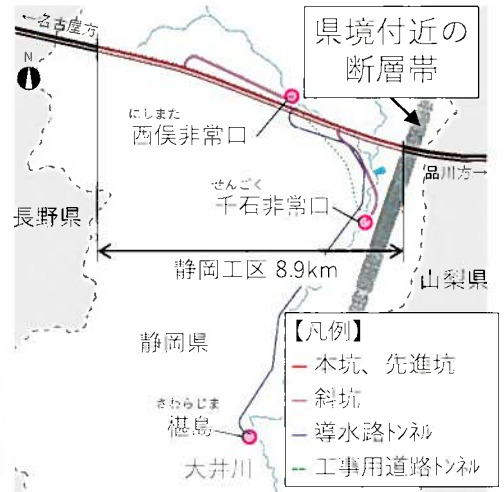 ←名古屋方
県境付近の
断層帯
N
にしまた
西俣非常口
品川方→
せんごく
千石非常口
長野県
静岡工区 8.9km
山梨県
静岡県
【凡例】
本坑、先進坑
斜坑
導水路トンネル
工事用道路トンネル
さわらじま
椹島
大井川